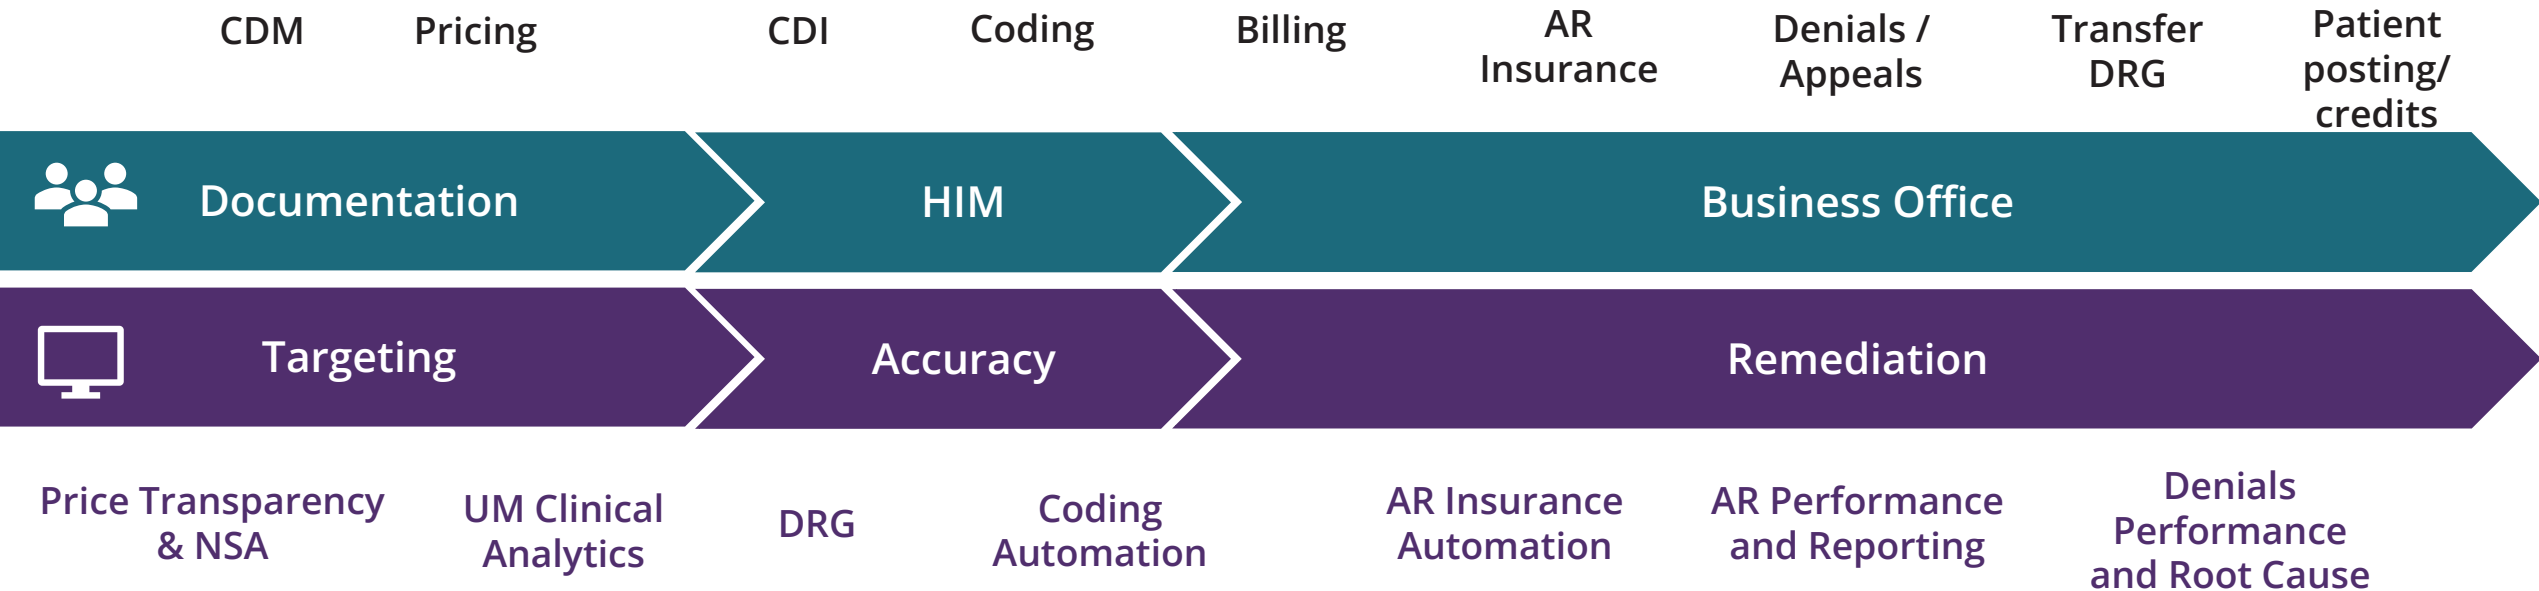 CDM
Pricing
CDI
Coding
Billing
AR
Insurance
Denials /
Appeals
Transfer
DRG
Patient
posting/
credits
Documentation
HIM
Business Office
Targeting
Accuracy
Remediation
Price Transparency
& NSA
UM Clinical
Analytics
DRG
Coding
Automation
AR Insurance
Automation
AR Performance
and Reporting
Denials
Performance
and Root Cause